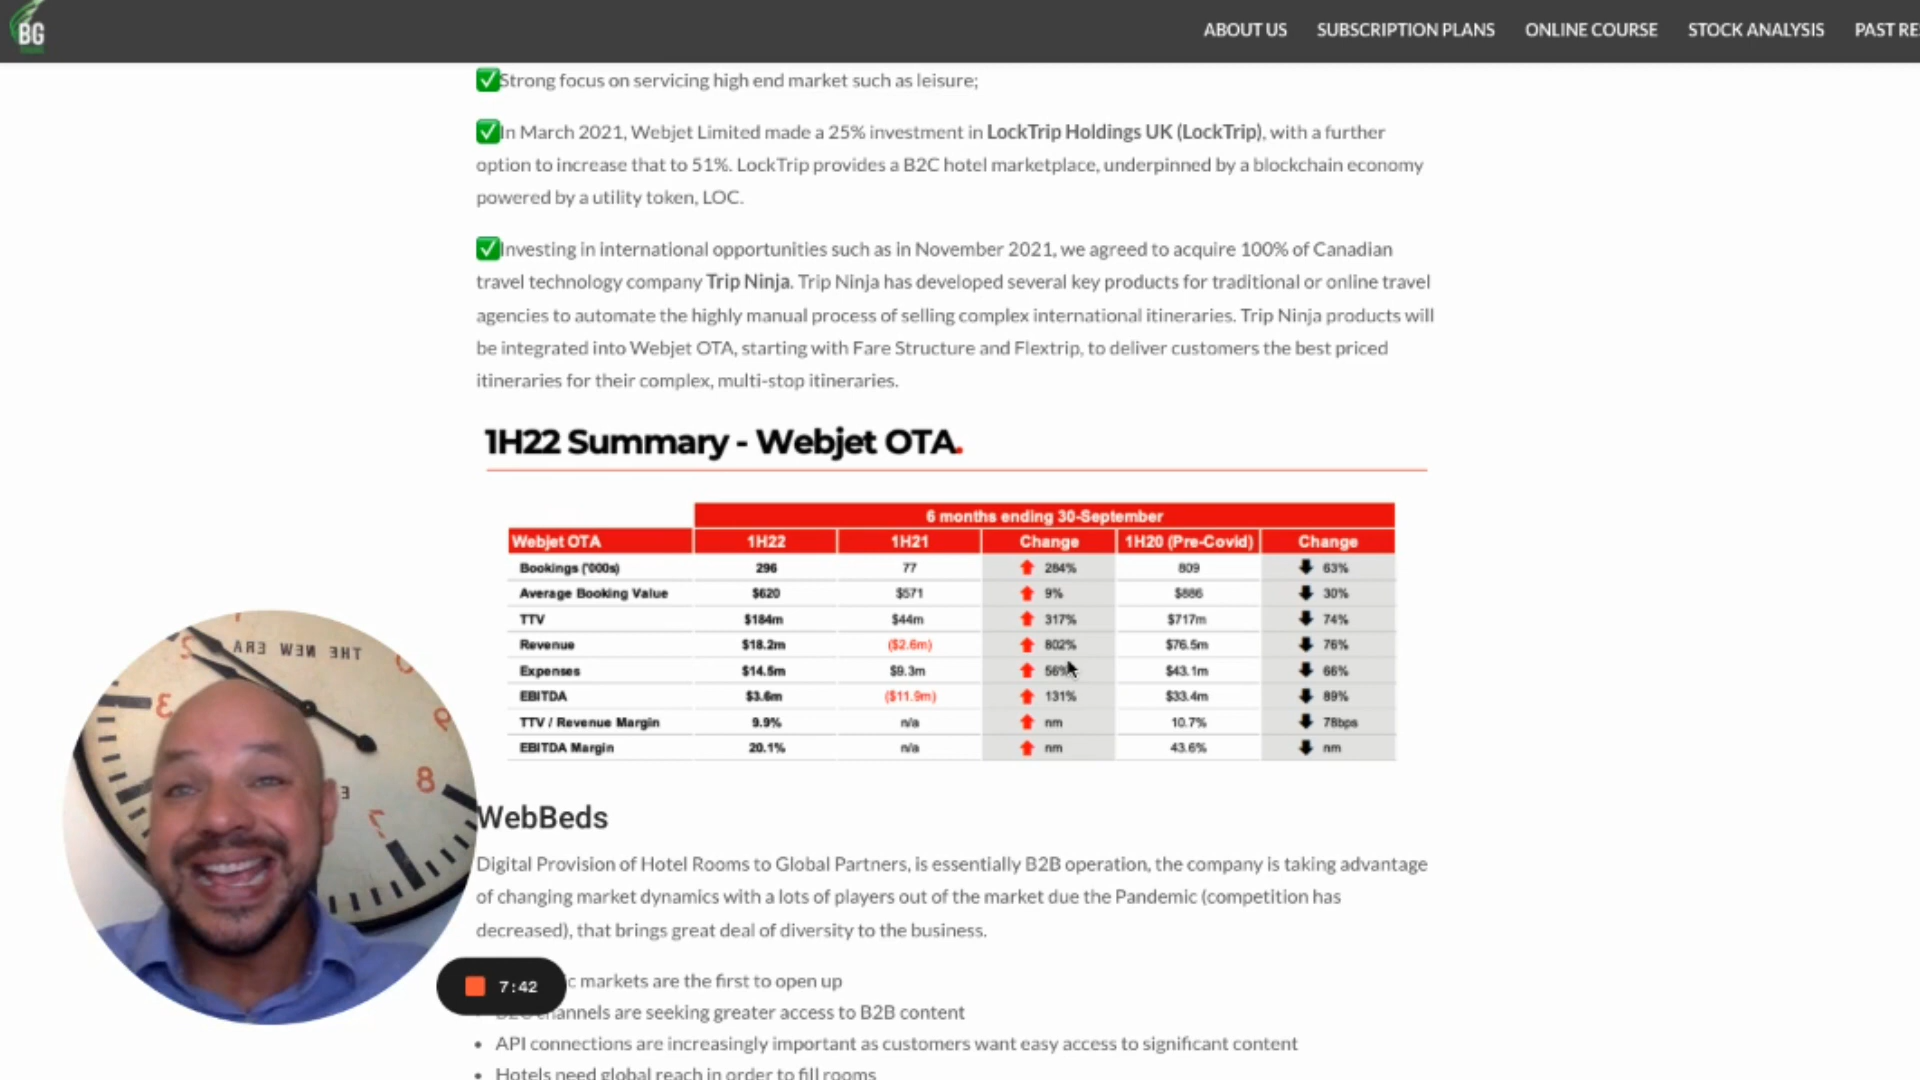 BG
ABOUT US SUBSCRIPTION PLANS ONLINE COURSE STOCK ANALYSIS PAST RE
Strong focus on servicing high end market such as leisure;
In March 2021, Webjet Limited made a 25% investment in LockTrip Holdings UK (LockTrip), with a further
option to increase that to 51%. LockTrip provides a B2C hotel marketplace, underpinned by a blockchain economy
powered by a utility token, LOC.
Investing in international opportunities such as in November 2021, we agreed to acquire 100% of Canadian
travel technology company Trip Ninja. Trip Ninja has developed several key products for traditional or online travel
agencies to automate the highly manual process of selling complex international itineraries. Trip Ninja products will
be integrated into Webjet OTA, starting with Fare Structure and Flextrip, to deliver customers the best priced
itineraries for their complex, multi-stop itineraries.
1H22 Summary - Webjet OTA.
6 months ending 30-September
Webjet OTA 1H22 1H21 Change 1H20 (Pre-Covid) Change
Bookings ('000s) 296 77 284% 809 63%
Average Booking Value $620 $571 9% $886 30%
TTV $184m $44m 317% $717m 74%
Revenue $18.2m ($2.6m) 802% $76.5m 76%
Expenses $14.5m $9.3m 56% $43.1m 66%
EBITDA $3.6m ($11.9m) 131% $33.4m 89%
TTV / Revenue Margin 9.9% n/a nm 10.7% 78bps
EBITDA Margin 20.1% n/a nm 43.6% nm
THE NEW ERA
2
3
8
WebBeds
Digital Provision of Hotel Rooms to Global Partners, is essentially B2B operation, the company is taking advantage
of changing market dynamics with a lots of players out of the market due the Pandemic (competition has
decreased), that brings great deal of diversity to the business.
7:42
markets are the first to open up
channels are seeking greater access to B2B content
API connections are increasingly important as customers want easy access to significant content
Hotels need global reach in order to fill rooms